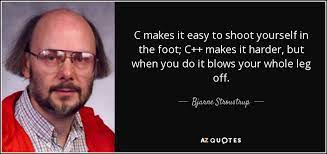 C makes it easy to shoot yourself in
the foot; C++ makes it harder, but
when you do it blows your whole leg
off.
Bjarne Stroustrup
AZ QUOTES